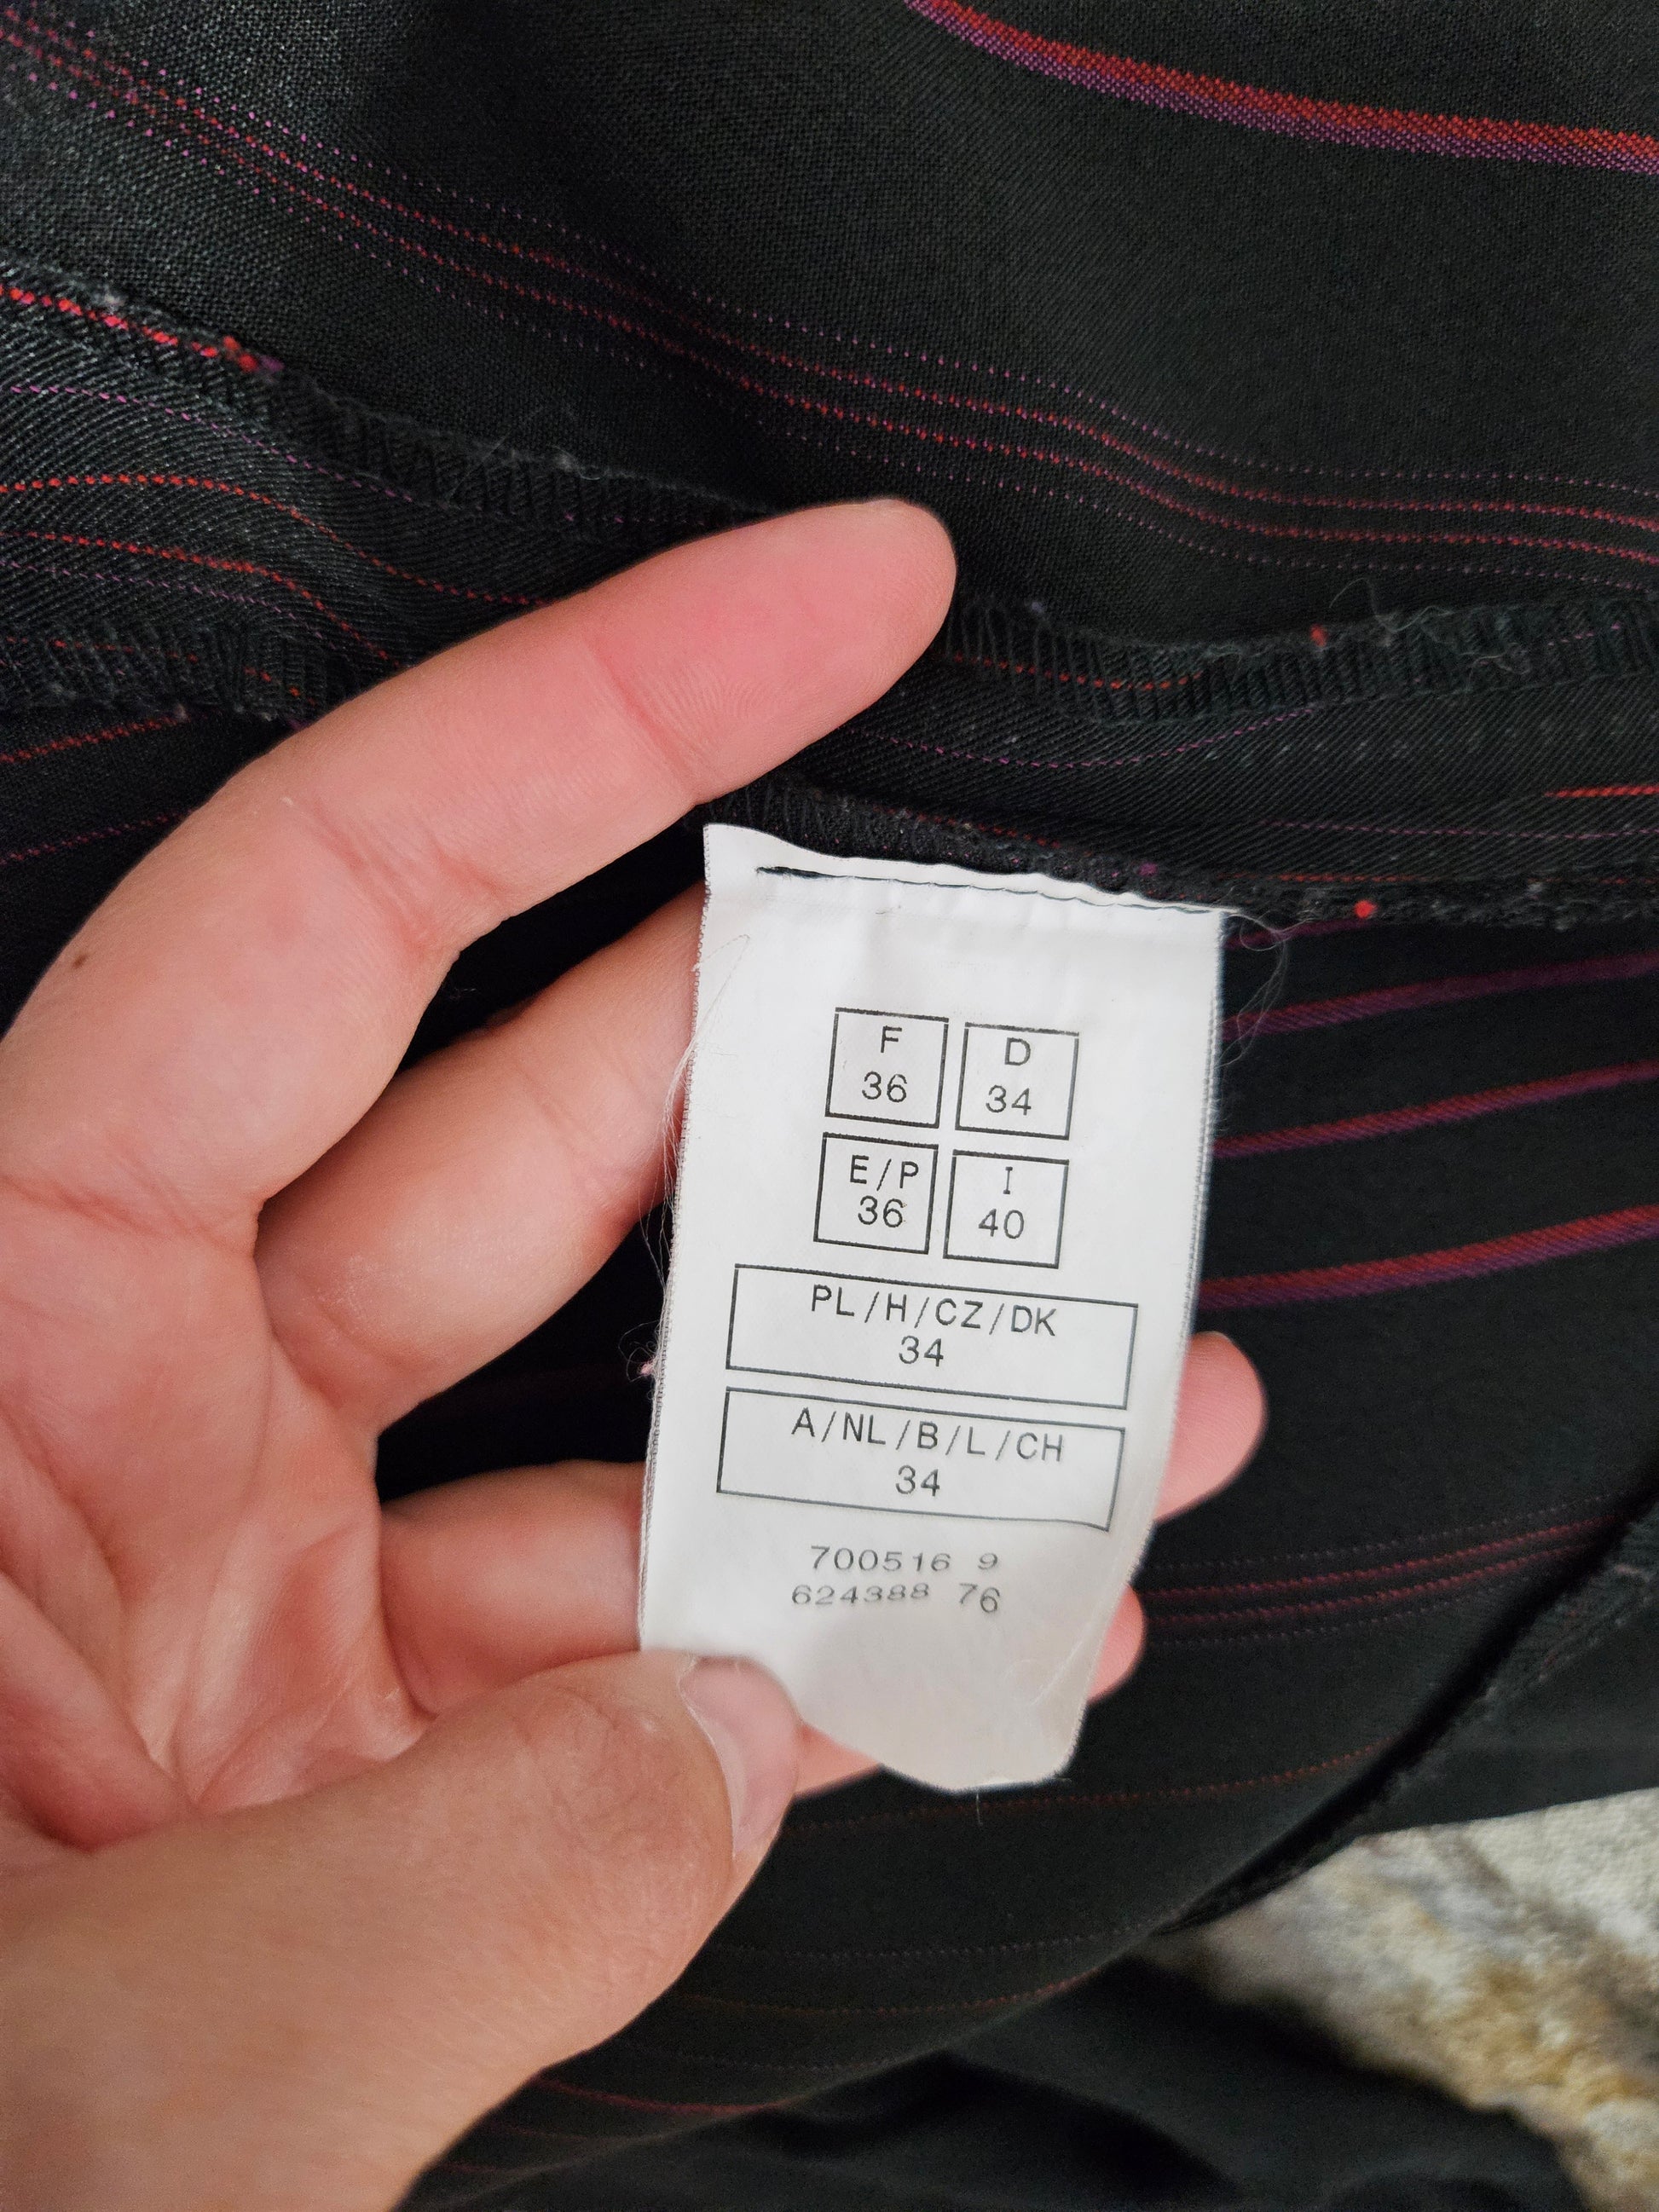 F D
36 34
E/P I
36 40
PL/H/CZ/DK
34
A/NL/B/L/CH
34
700516 9
624388 76